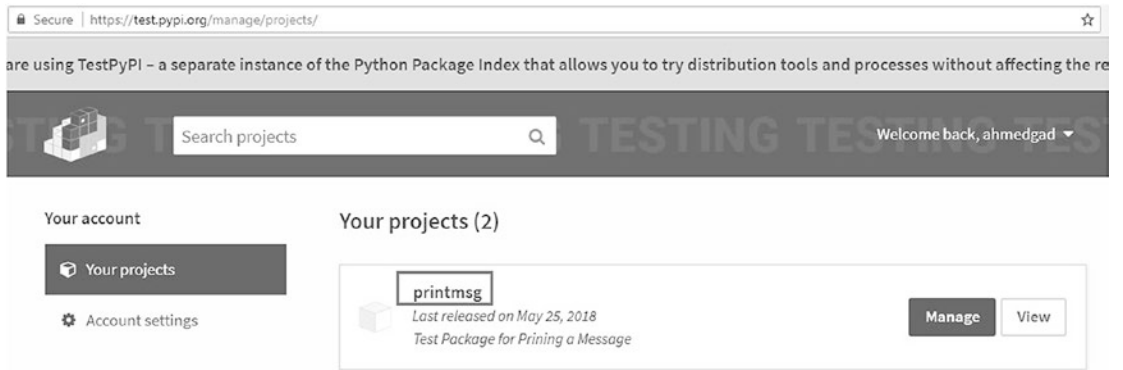 Secure | https://test.pypi.org/manage/projects/
are using TestPyPI – a separate instance of the Python Package Index that allows you to try distribution tools and processes without affecting the re
STING TESTING TESTING TES
Search projects
Welcome back, ahmedgad
Your account
Your projects (2)
Your projects
printmsg
Last released on May 25, 2018
Manage
View
Account settings
Test Package for Prining a Message